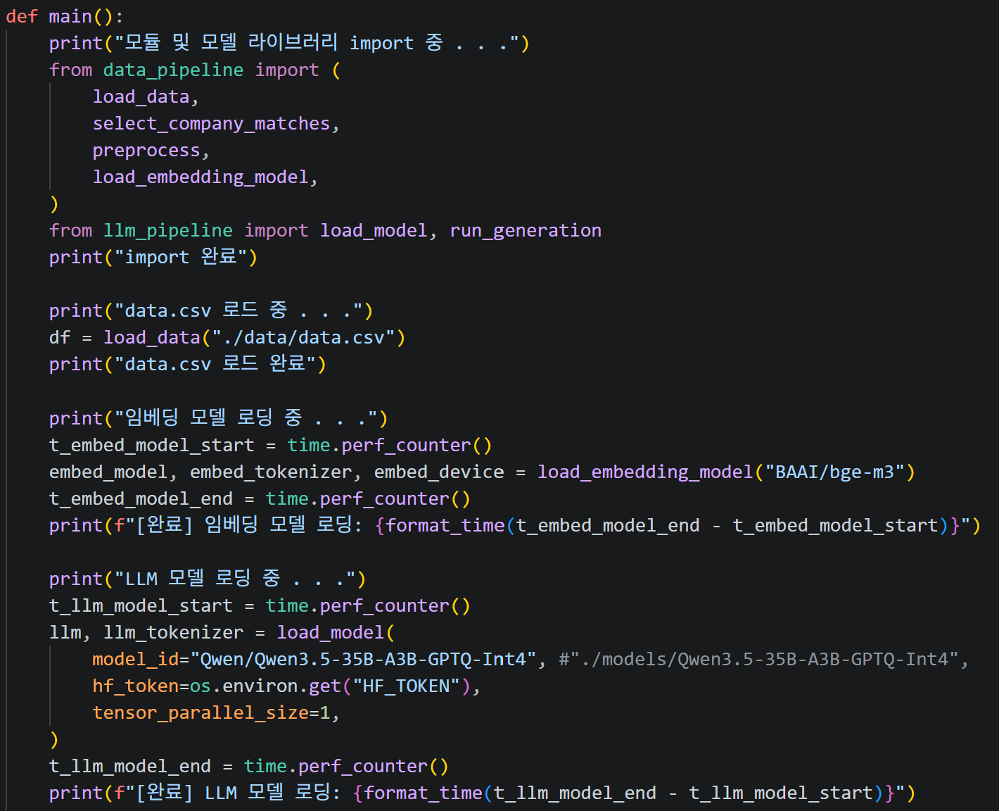 def main():
    print("모듈 및 모델 라이브러리 import 중 . . .")
    from data_pipeline import (
        load_data,
        select_company_matches,
        preprocess,
        load_embedding_model,
    )
    from llm_pipeline import load_model, run_generation
    print("import 완료")

    print("data.csv 로드 중 . . .")
    df = load_data("./data/data.csv")
    print("data.csv 로드 완료")

    print("임베딩 모델 로딩 중 . . .")
    t_embed_model_start = time.perf_counter()
    embed_model, embed_tokenizer, embed_device = load_embedding_model("BAAI/bge-m3")
    t_embed_model_end = time.perf_counter()
    print(f"[완료] 임베딩 모델 로딩: {format_time(t_embed_model_end - t_embed_model_start)}")

    print("LLM 모델 로딩 중 . . .")
    t_llm_model_start = time.perf_counter()
    llm, llm_tokenizer = load_model(
        model_id="Qwen/Qwen3.5-35B-A3B-GPTQ-Int4", #"./models/Qwen3.5-35B-A3B-GPTQ-Int4",
        hf_token=os.environ.get("HF_TOKEN"),
        tensor_parallel_size=1,
    )
    t_llm_model_end = time.perf_counter()
    print(f"[완료] LLM 모델 로딩: {format_time(t_llm_model_end - t_llm_model_start)}")